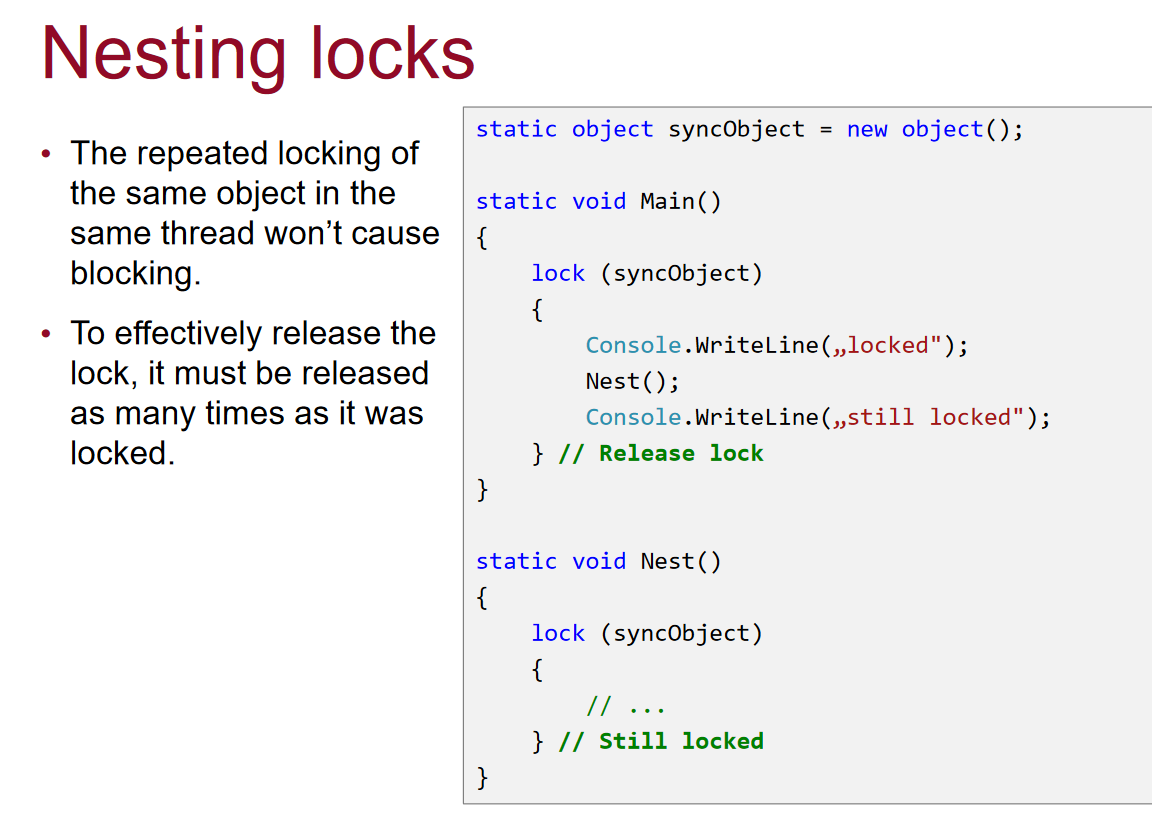 Nesting locks
• The repeated locking of
the same object in the
same thread won’t cause
blocking.
• To effectively release the
lock, it must be released
as many times as it was
locked.
static object syncObject = new object();
static void Main()
{
    lock (syncObject)
    {
        Console.WriteLine(„locked");
        Nest();
        Console.WriteLine(„still locked");
    } // Release lock
}
static void Nest()
{
    lock (syncObject)
    {
        // ...
    } // Still locked
}